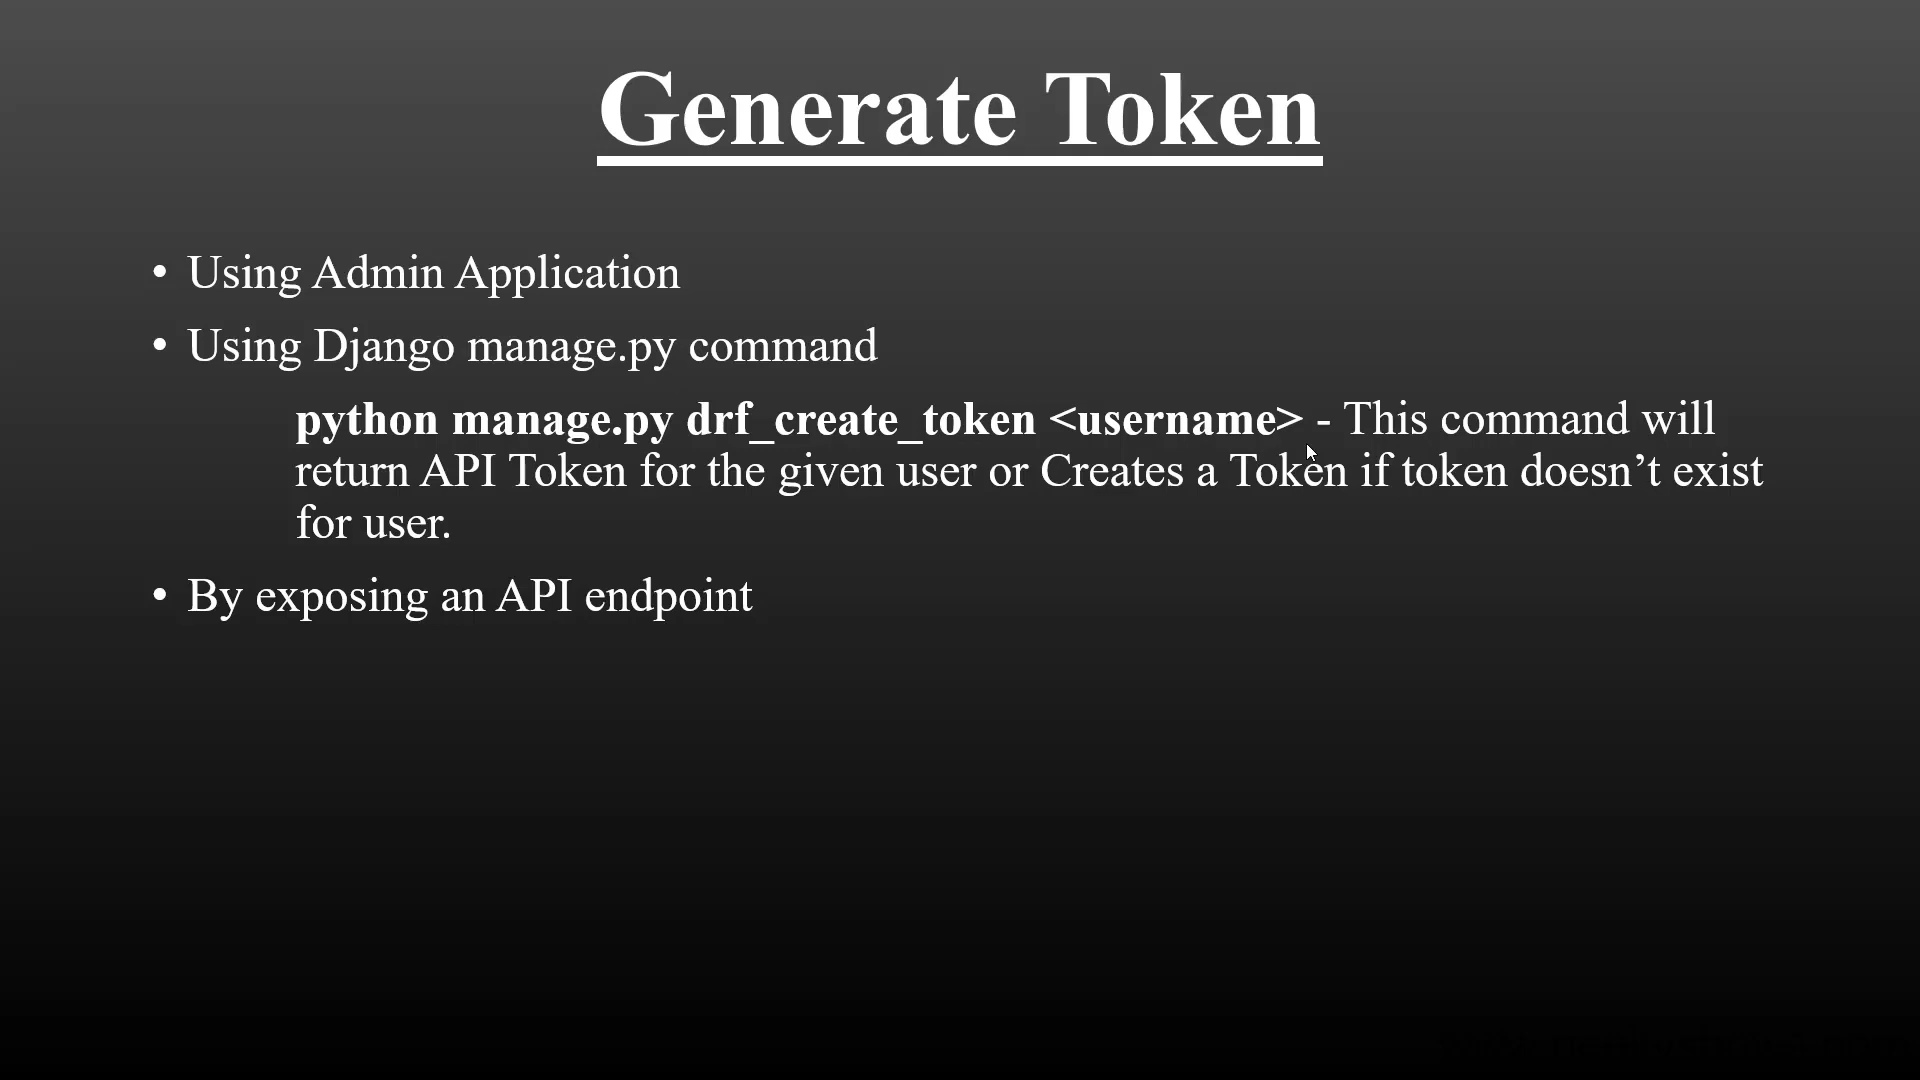 Generate Token
• Using Admin Application
• Using Django manage.py command
python manage.py drf_create_token <username> - This command will
return API Token for the given user or Creates a Token if token doesn’t exist
for user.
• By exposing an API endpoint